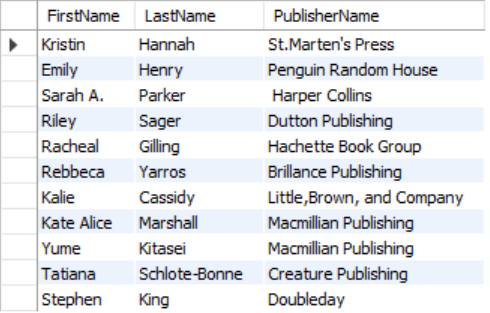 FirstName LastName PublisherName
Kristin Hannah St.Marten's Press
Emily Henry Penguin Random House
Sarah A. Parker Harper Collins
Riley Sager Dutton Publishing
Racheal Gilling Hachette Book Group
Rebbeca Yarros Brillance Publishing
Kalie Cassidy Little,Brown, and Company
Kate Alice Marshall Macmillian Publishing
Yume Kitasei Macmillian Publishing
Tatiana Schlote-Bonne Creature Publishing
Stephen King Doubleday